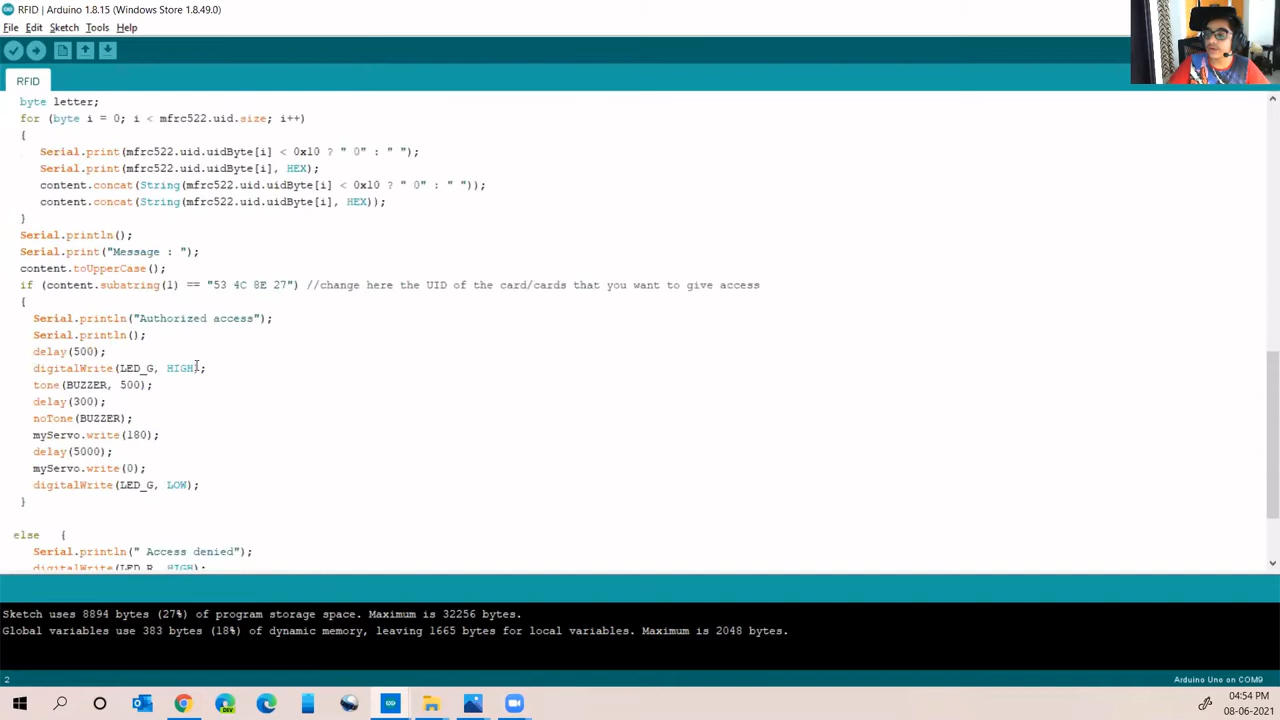 RFID | Arduino 1.8.15 (Windows Store 1.8.49.0)
File Edit Sketch Tools Help
RFID
byte letter;
for (byte i = 0; i < mfrc522.uid.size; i++)
{
Serial.print(mfrc522.uid.uidByte[i] < 0x10 ? " 0" : " ");
Serial.print(mfrc522.uid.uidByte[i], HEX);
content.concat(String(mfrc522.uid.uidByte[i] < 0x10 ? " 0" : " "));
content.concat(String(mfrc522.uid.uidByte[i], HEX));
}
Serial.println();
Serial.print("Message : ");
content.toUpperCase();
if (content.substring(1) == "53 4C 8E 27") //change here the UID of the card/cards that you want to give access
{
Serial.println("Authorized access");
Serial.println();
delay(500);
digitalWrite(LED_G, HIGH);
tone(BUZZER, 500);
delay(300);
noTone(BUZZER);
myServo.write(180);
delay(5000);
myServo.write(0);
digitalWrite(LED_G, LOW);
}
else {
Serial.println(" Access denied");
digitalWrite(LED_R, HIGH);
Sketch uses 8894 bytes (27%) of program storage space. Maximum is 32256 bytes.
Global variables use 383 bytes (18%) of dynamic memory, leaving 1665 bytes for local variables. Maximum is 2048 bytes.
2
Arduino Uno on COM9
DEV
04:54 PM
08-06-2021